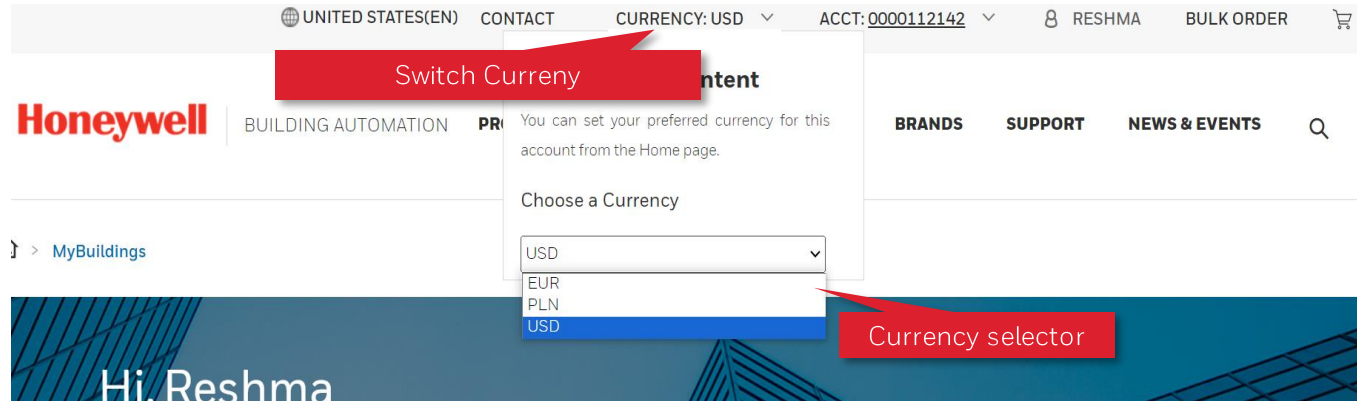 UNITED STATES(EN) CONTACT CURRENCY: USD ACCT: 0000112142 RESHMA BULK ORDER
Switch Curreny
ntent
Honeywell BUILDING AUTOMATION PR BRANDS SUPPORT NEWS & EVENTS
You can set your preferred currency for this
account from the Home page.
Choose a Currency
> MyBuildings
USD
EUR
PLN
USD
Currency selector
Hi, Reshma